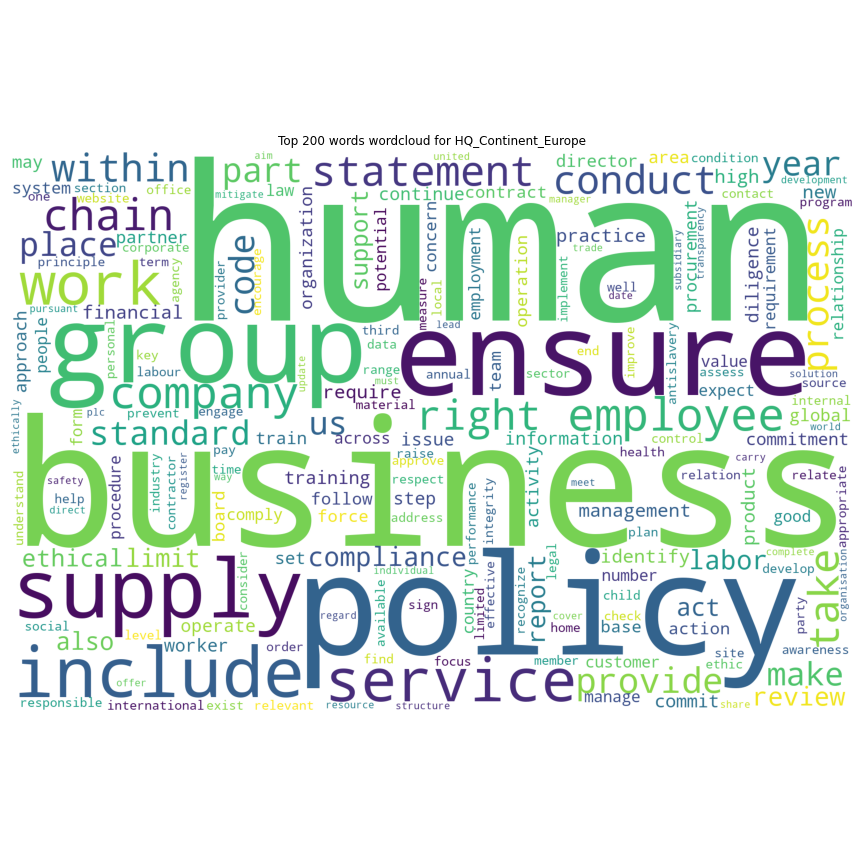 Top 200 words wordcloud for HQ_Continent_Europe
human
business
policy
ensure
group
supply
include
work
service
employee
right
company
chain
within
part
statement
conduct
year
place
code
process
standard
us
take
provide
make
review
act
labor
report
compliance
limit
ethical
also
support
may
aim
united
director
area
condition
high
development
system
section
office
mitigate
law
continue
contract
contact
new
program
one
website
corporate
manager
partner
principle
term
agency
provider
encourage
organization
potential
concern
employment
practice
operation
trade
implement
well
date
subsidiary
transparency
procurement
diligence
requirement
relationship
pursuant
financial
approach
people
personal
labour
key
update
third
data
range
must
measure
local
lead
annual
team
sector
end
improve
antislavery
value
assess
expect
solution
source
internal
global
world
commitment
ethically
plc
form
prevent
engage
require
material
train
across
issue
information
control
health
raise
approve
pay
time
way
understand
safety
help
direct
procedure
industry
contractor
register
board
comply
training
follow
force
respect
step
address
performance
integrity
activity
meet
management
plan
relation
product
carry
good
relate
appropriate
set
consider
individual
available
country
limited
effective
recognize
legal
identify
number
child
check
develop
complete
organisation
social
operate
level
worker
order
regard
sign
find
focus
home
cover
base
action
party
site
awareness
member
customer
ethic
manage
commit
share
responsible
international
exist
offer
relevant
resource
structure